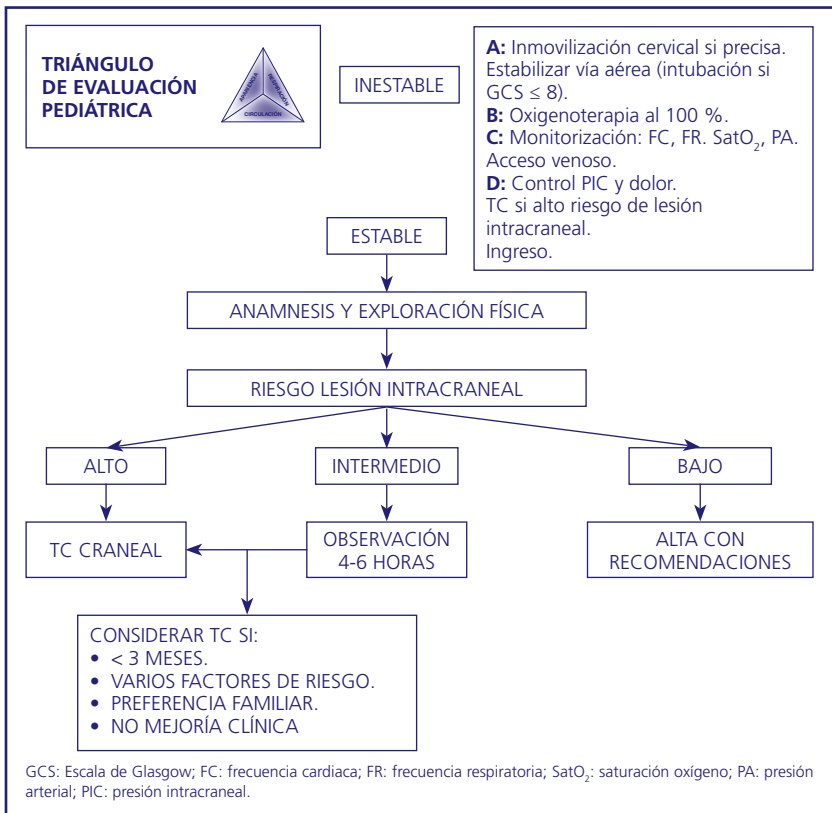 TRIÁNGULO
DE EVALUACIÓN
PEDIÁTRICA
APARIENCIA
RESPIRACIÓN
CIRCULACIÓN
INESTABLE
A: Inmovilización cervical si precisa.
Estabilizar vía aérea (intubación si
GCS ≤ 8).
B: Oxigenoterapia al 100 %.
C: Monitorización: FC, FR. SatO₂, PA.
Acceso venoso.
D: Control PIC y dolor.
TC si alto riesgo de lesión
intracraneal.
Ingreso.
ESTABLE
ANAMNESIS Y EXPLORACIÓN FÍSICA
RIESGO LESIÓN INTRACRANEAL
ALTO
INTERMEDIO
BAJO
TC CRANEAL
OBSERVACIÓN
4-6 HORAS
ALTA CON
RECOMENDACIONES
CONSIDERAR TC SI:
• < 3 MESES.
• VARIOS FACTORES DE RIESGO.
• PREFERENCIA FAMILIAR.
• NO MEJORÍA CLÍNICA
GCS: Escala de Glasgow; FC: frecuencia cardiaca; FR: frecuencia respiratoria; SatO₂: saturación oxígeno; PA: presión
arterial; PIC: presión intracraneal.